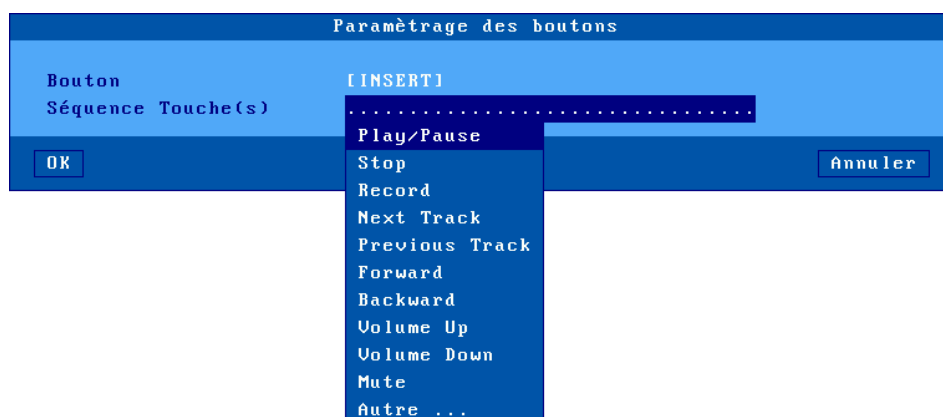 Paramètrage des boutons
Bouton [INSERT]
Séquence Touche(s) .................................
Play/Pause
OK Stop Annuler
Record
Next Track
Previous Track
Forward
Backward
Volume Up
Volume Down
Mute
Autre ...